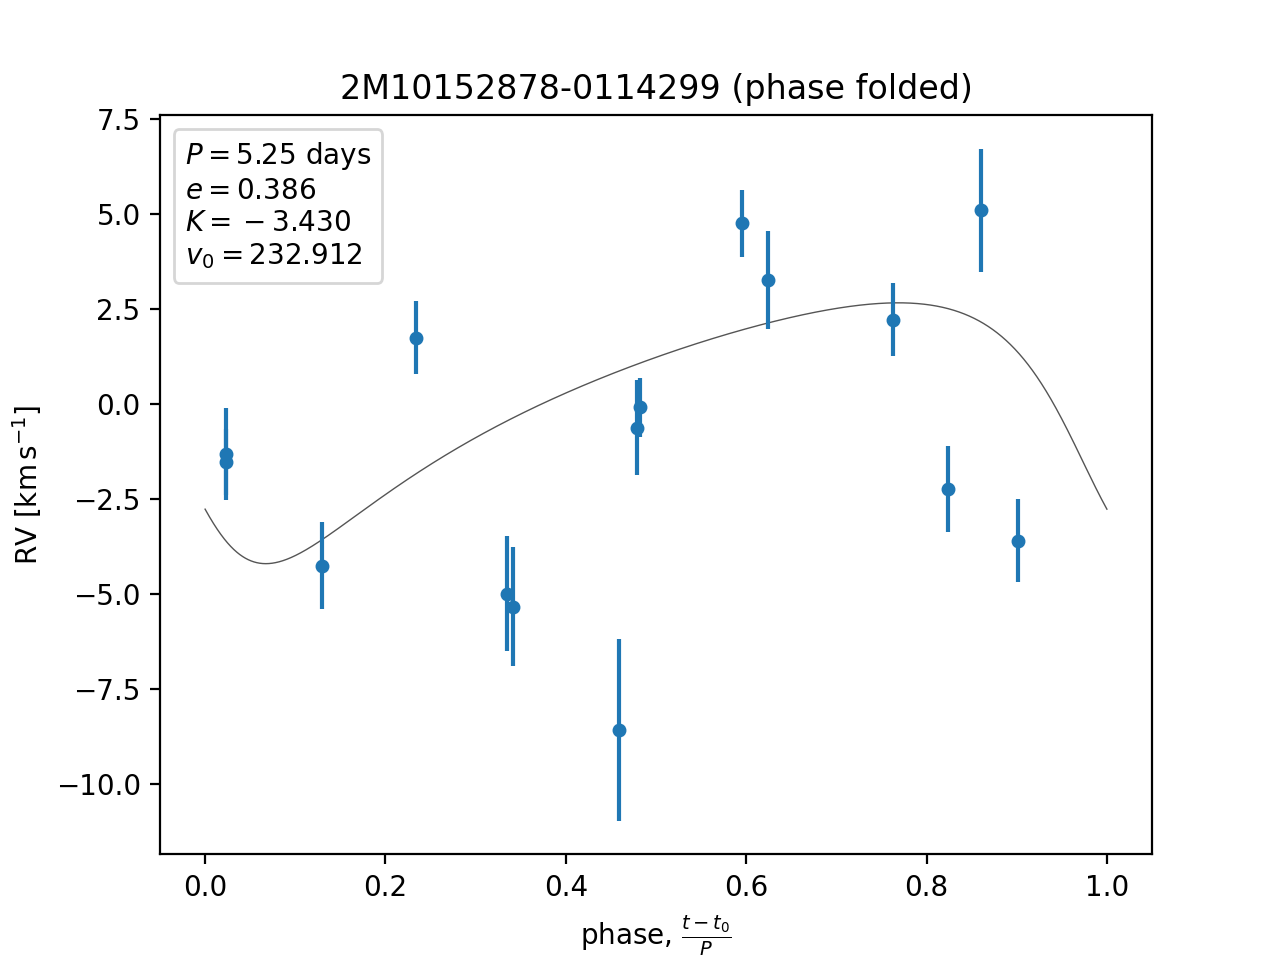 2M10152878-0114299 (phase folded)
P = 5.25 days
e = 0.386
K = −3.430
v₀ = 232.912
7.5
5.0
2.5
0.0
−2.5
−5.0
−7.5
−10.0
RV [km s⁻¹]
0.0 0.2 0.4 0.6 0.8 1.0
phase, (t − t₀)/P